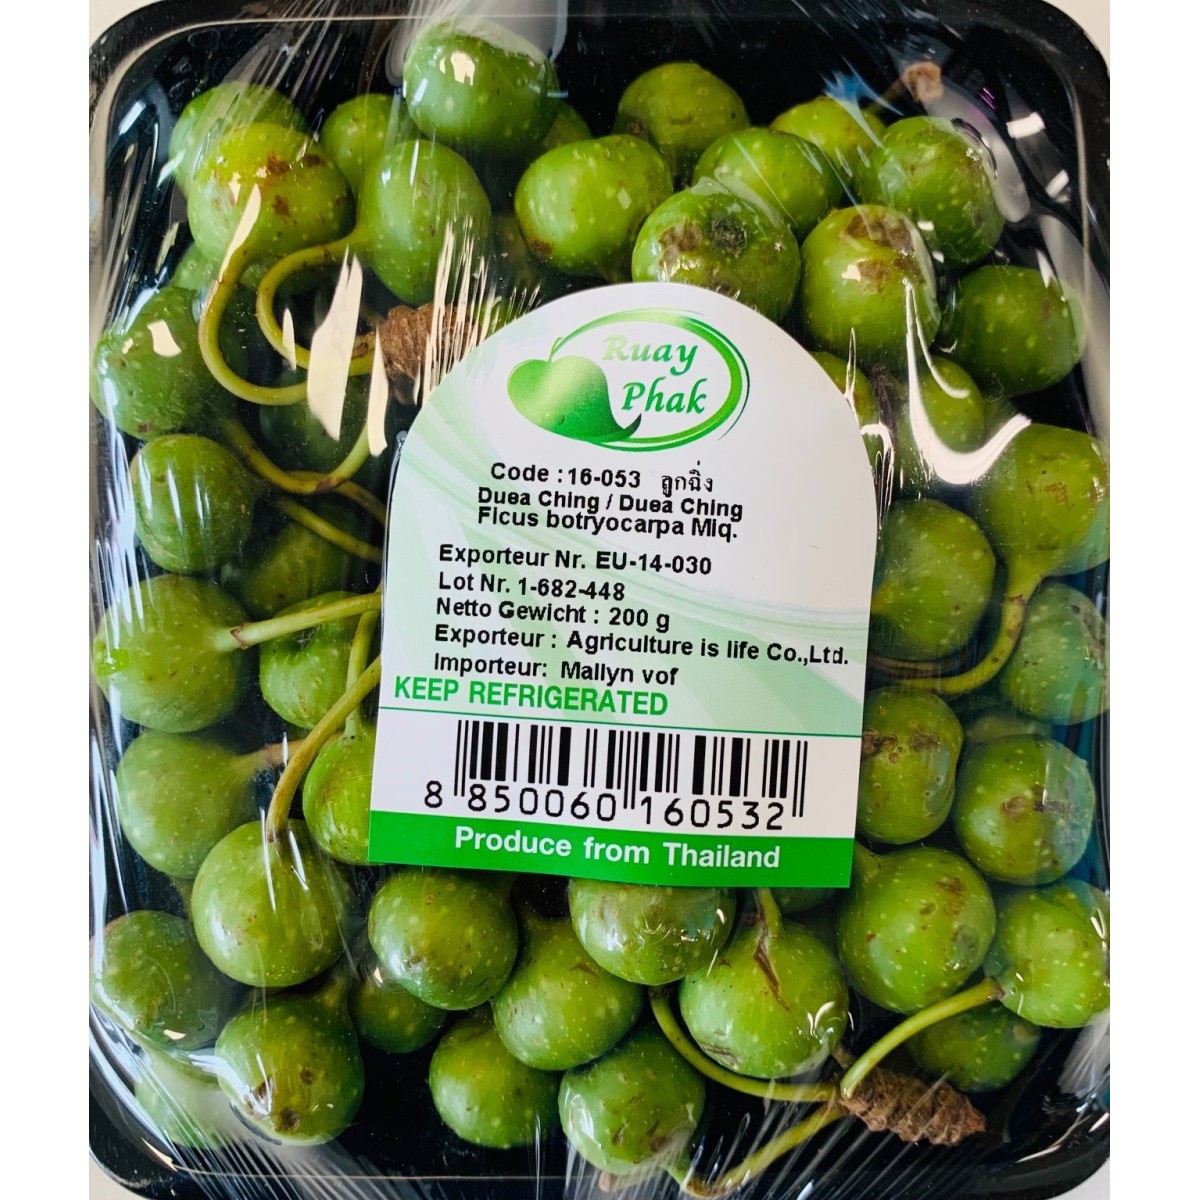 Ruay
Phak
Code : 16-053 ลูกฉิ่ง
Duea Ching / Duea Ching
Ficus botryocarpa Miq.
Exporteur Nr. EU-14-030
Lot Nr. 1-682-448
Netto Gewicht : 200 g
Exporteur : Agriculture is life Co.,Ltd.
Importeur: Mallyn vof
KEEP REFRIGERATED
8 850060 160532
Produce from Thailand